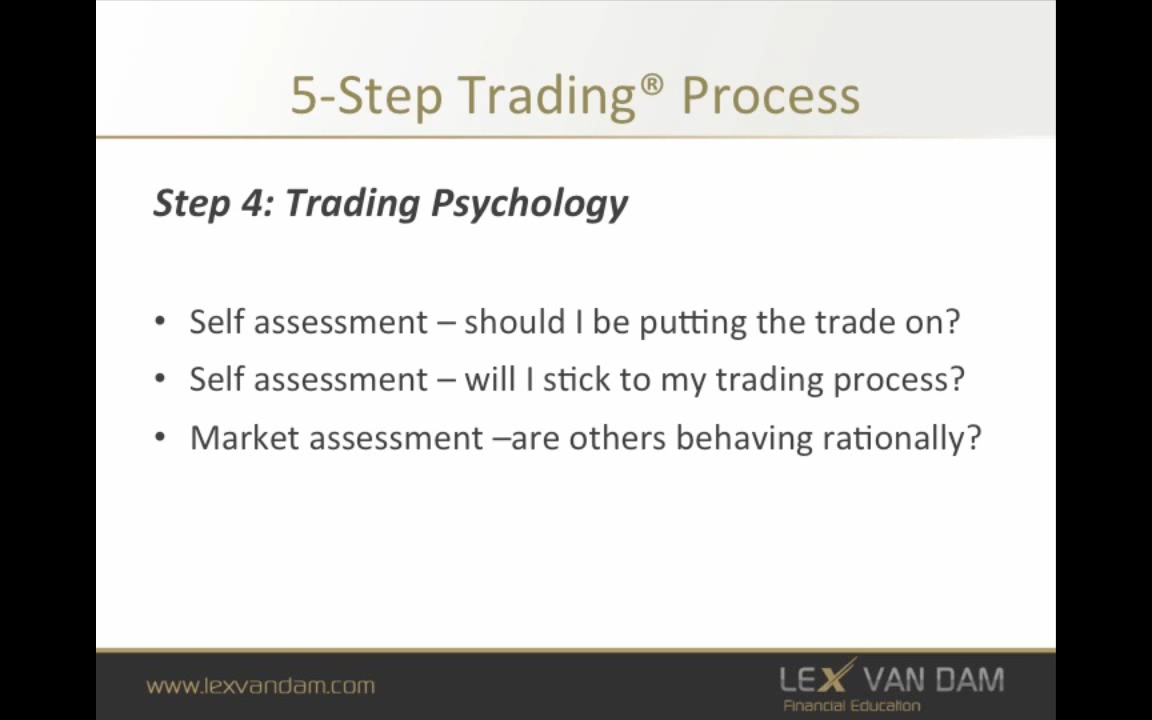 5-Step Trading® Process
Step 4: Trading Psychology
• Self assessment – should I be putting the trade on?
• Self assessment – will I stick to my trading process?
• Market assessment –are others behaving rationally?
www.lexvandam.com
LEX VAN DAM
Financial Education